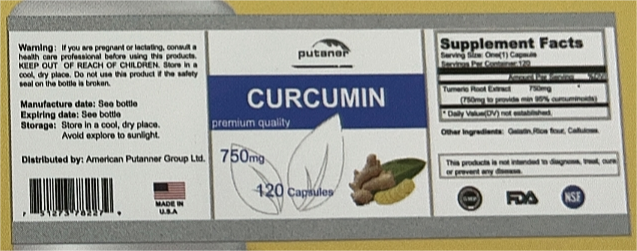 Warning: If you are pregnant or lactating, consult a
health care professional before using this products.
KEEP OUT OF REACH OF CHILDREN. Store in a
cool, dry place. Do not use this product if the safety
seal on the bottle is broken.
Manufacture date: See bottle
Expiring date: See bottle
Storage: Store in a cool, dry place.
Avoid explore to sunlight.
Distributed by: American Putanner Group Ltd.
MADE IN
U.S.A
putaner
CURCUMIN
premium quality
750mg
120 Capsules
Supplement Facts
Serving Size: One(1) Capsule
Servings Per Container:120
Amount Per Serving %DV
Tumeric Root Extract 750mg *
(750mg to provide min 95% curcuminoids)
* Daily Value(DV) not established.
Other Ingredients: Gelatin,Rice flour, Cellulose.
This products is not intended to diagnose, treat, cure
or prevent any disease.
GMP FDA NSF